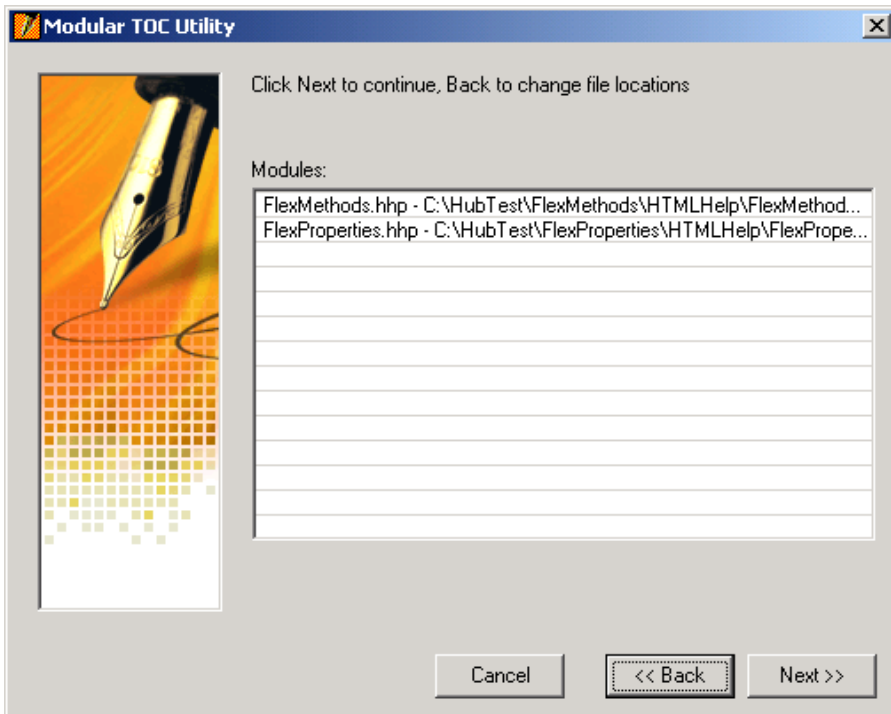 Modular TOC Utility
Click Next to continue, Back to change file locations
Modules:
FlexMethods.hhp - C:\HubTest\FlexMethods\HTMLHelp\FlexMethod...
FlexProperties.hhp - C:\HubTest\FlexProperties\HTMLHelp\FlexPrope...
Cancel
<< Back
Next >>